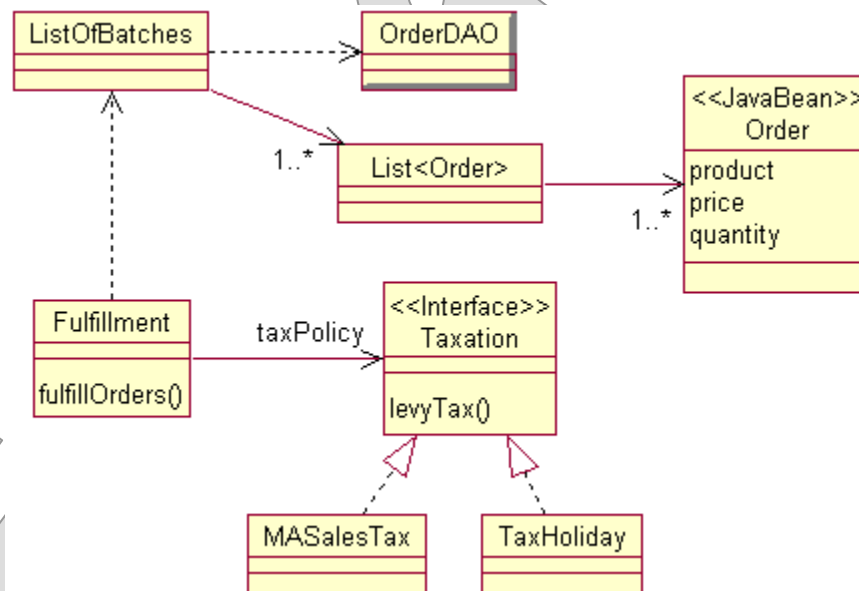 ListOfBatches
OrderDAO
<<JavaBean>>
Order
product
price
quantity
1..*
List<Order>
1..*
Fulfillment
fulfillOrders()
taxPolicy
<<Interface>>
Taxation
levyTax()
MASalesTax
TaxHoliday